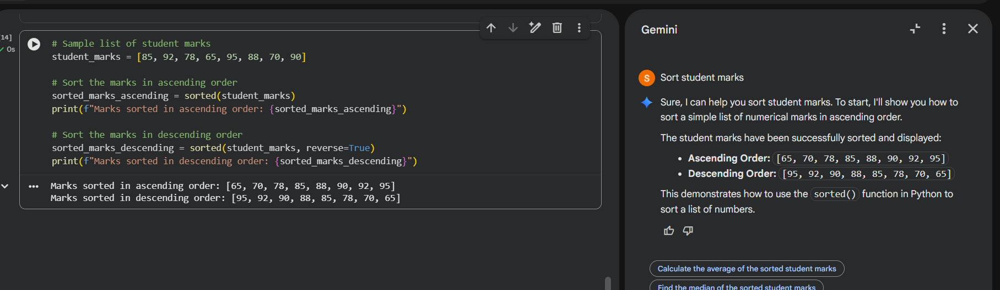 14]
0s
# Sample list of student marks
student_marks = [85, 92, 78, 65, 95, 88, 70, 90]
# Sort the marks in ascending order
sorted_marks_ascending = sorted(student_marks)
print(f"Marks sorted in ascending order: {sorted_marks_ascending}")
# Sort the marks in descending order
sorted_marks_descending = sorted(student_marks, reverse=True)
print(f"Marks sorted in descending order: {sorted_marks_descending}")
Marks sorted in ascending order: [65, 70, 78, 85, 88, 90, 92, 95]
Marks sorted in descending order: [95, 92, 90, 88, 85, 78, 70, 65]
Gemini
S
Sort student marks
Sure, I can help you sort student marks. To start, I'll show you how to
sort a simple list of numerical marks in ascending order.
The student marks have been successfully sorted and displayed:
• Ascending Order: [65, 70, 78, 85, 88, 90, 92, 95]
• Descending Order: [95, 92, 90, 88, 85, 78, 70, 65]
This demonstrates how to use the sorted() function in Python to
sort a list of numbers.
Calculate the average of the sorted student marks
Find the median of the sorted student marks